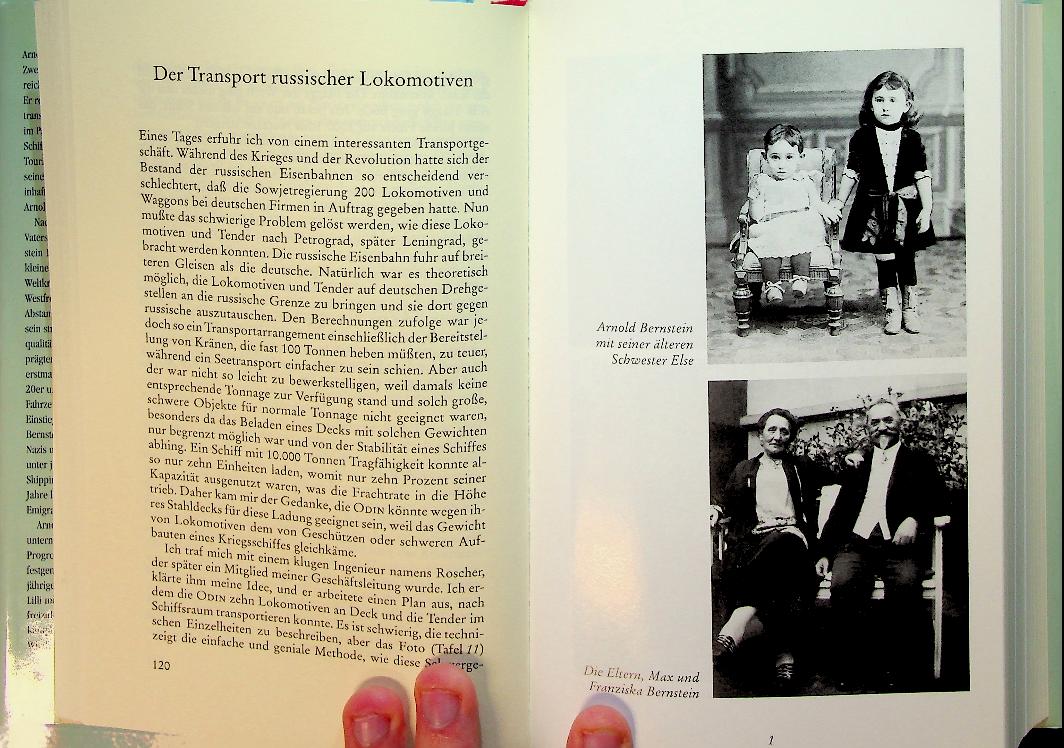 Der Transport russischer Lokomotiven
Eines Tages erfuhr ich von einem interessanten Transportge-
schäft. Während des Krieges und der Revolution hatte sich der
Bestand der russischen Eisenbahnen so entscheidend ver-
schlechtert, daß die Sowjetregierung 200 Lokomotiven und
Waggons bei deutschen Firmen in Auftrag gegeben hatte. Nun
mußte das schwierige Problem gelöst werden, wie diese Loko-
motiven und Tender nach Petrograd, später Leningrad, ge-
bracht werden konnten. Die russische Eisenbahn fuhr auf brei-
teren Gleisen als die deutsche. Natürlich war es theoretisch
möglich, die Lokomotiven und Tender auf deutschen Drehge-
stellen an die russische Grenze zu bringen und sie dort gegen
russische auszutauschen. Den Berechnungen zufolge war je-
doch so ein Transportarrangement einschließlich der Bereitstel-
lung von Kränen, die fast 100 Tonnen heben müßten, zu teuer,
während ein Seetransport einfacher zu sein schien. Aber auch
der war nicht so leicht zu bewerkstelligen, weil damals keine
entsprechende Tonnage zur Verfügung stand und solch große,
schwere Objekte für normale Tonnage nicht geeignet waren,
besonders da das Beladen eines Decks mit solchen Gewichten
nur begrenzt möglich war und von der Stabilität eines Schiffes
abhing. Ein Schiff mit 10.000 Tonnen Tragfähigkeit konnte al-
so nur zehn Einheiten laden, womit nur zehn Prozent seiner
Kapazität ausgenutzt waren, was die Frachtrate in die Höhe
trieb. Daher kam mir der Gedanke, die ODIN könnte wegen ih-
res Stahldecks für diese Ladung geeignet sein, weil das Gewicht
von Lokomotiven dem von Geschützen oder schweren Auf-
bauten eines Kriegsschiffes gleichkäme.
Ich traf mich mit einem klugen Ingenieur namens Roscher,
der später ein Mitglied meiner Geschäftsleitung wurde. Ich er-
klärte ihm meine Idee, und er arbeitete einen Plan aus, nach
dem die ODIN zehn Lokomotiven an Deck und die Tender im
Schiffsraum transportieren konnte. Es ist schwierig, die techni-
schen Einzelheiten zu beschreiben, aber das Foto (Tafel 11)
zeigt die einfache und geniale Methode, wie diese
120
Arnold Bernstein
mit seiner älteren
Schwester Else
Die Eltern, Max und
Franziska Bernstein
1